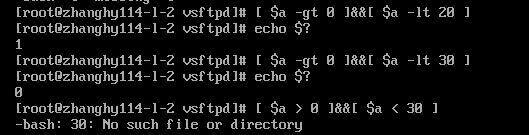 [root@zhanghy114-l-2 vsftpd]# [ $a -gt 0 ]&&[ $a -lt 20 ]
[root@zhanghy114-l-2 vsftpd]# echo $?
1
[root@zhanghy114-l-2 vsftpd]# [ $a -gt 0 ]&&[ $a -lt 30 ]
[root@zhanghy114-l-2 vsftpd]# echo $?
0
[root@zhanghy114-l-2 vsftpd]# [ $a > 0 ]&&[ $a < 30 ]
-bash: 30: No such file or directory